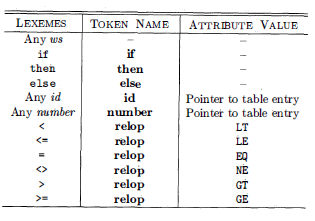 LEXEMES TOKEN NAME ATTRIBUTE VALUE
Any ws – –
if if –
then then –
else else –
Any id id Pointer to table entry
Any number number Pointer to table entry
< relop LT
<= relop LE
= relop EQ
<> relop NE
> relop GT
>= relop GE